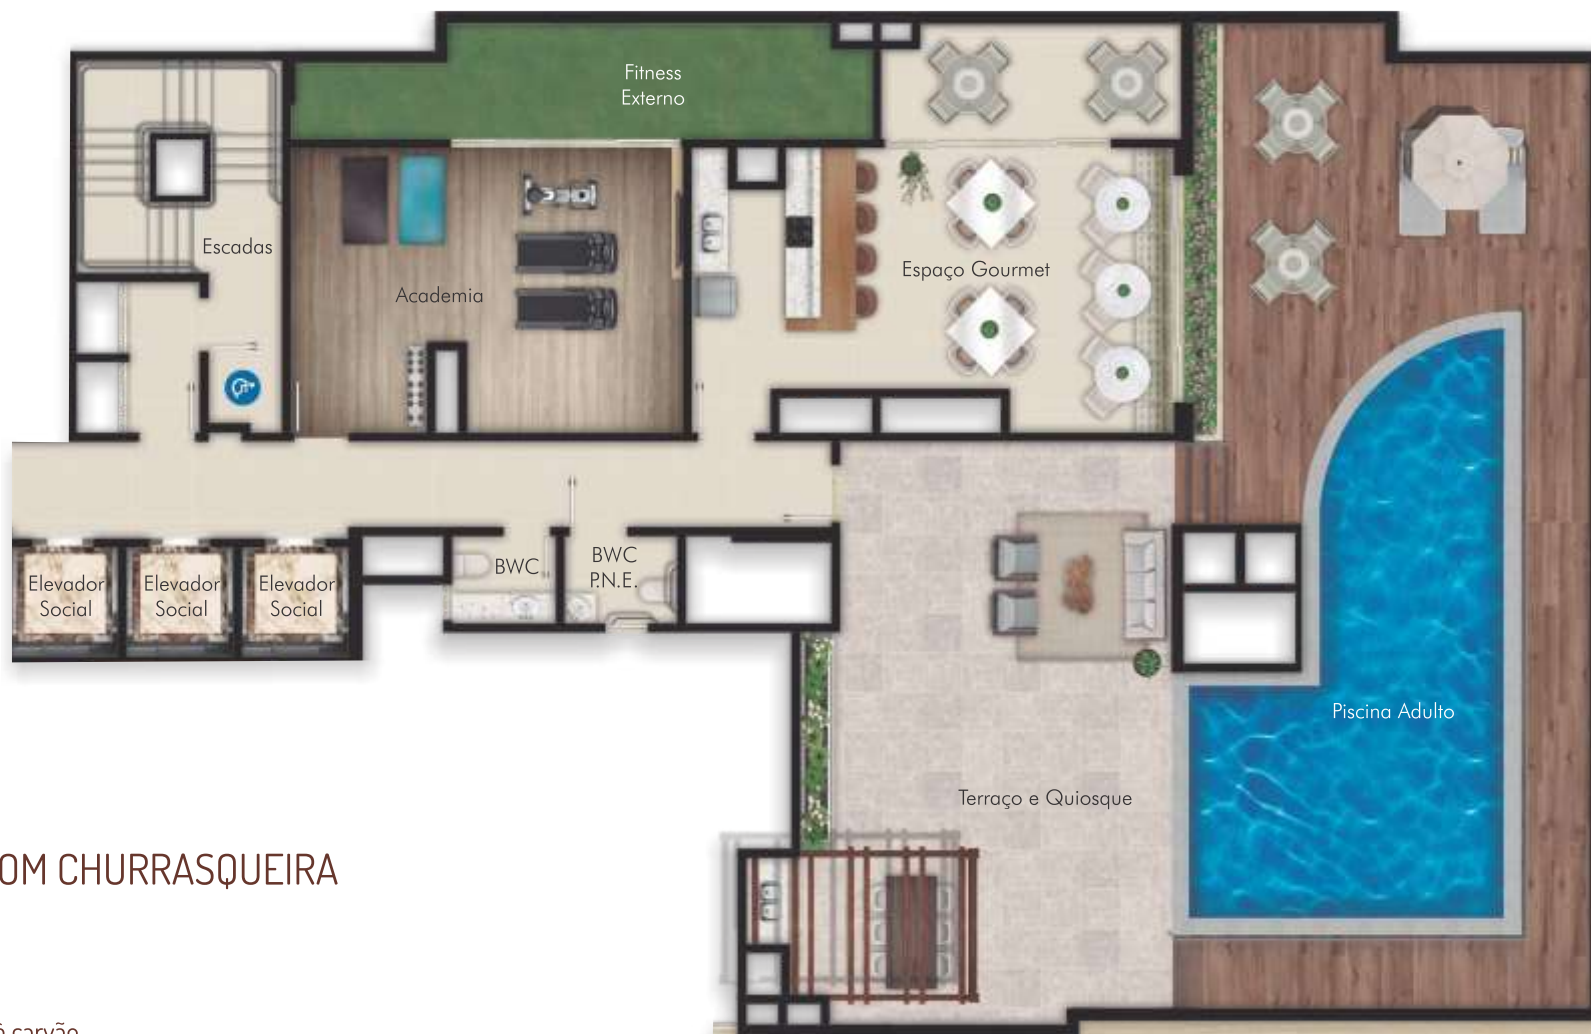 Fitness
Externo
Escadas
Academia
Espaço Gourmet
Elevador
Social
Elevador
Social
Elevador
Social
BWC
BWC
P.N.E.
Piscina Adulto
Terraço e Quiosque
OM CHURRASQUEIRA
carvão